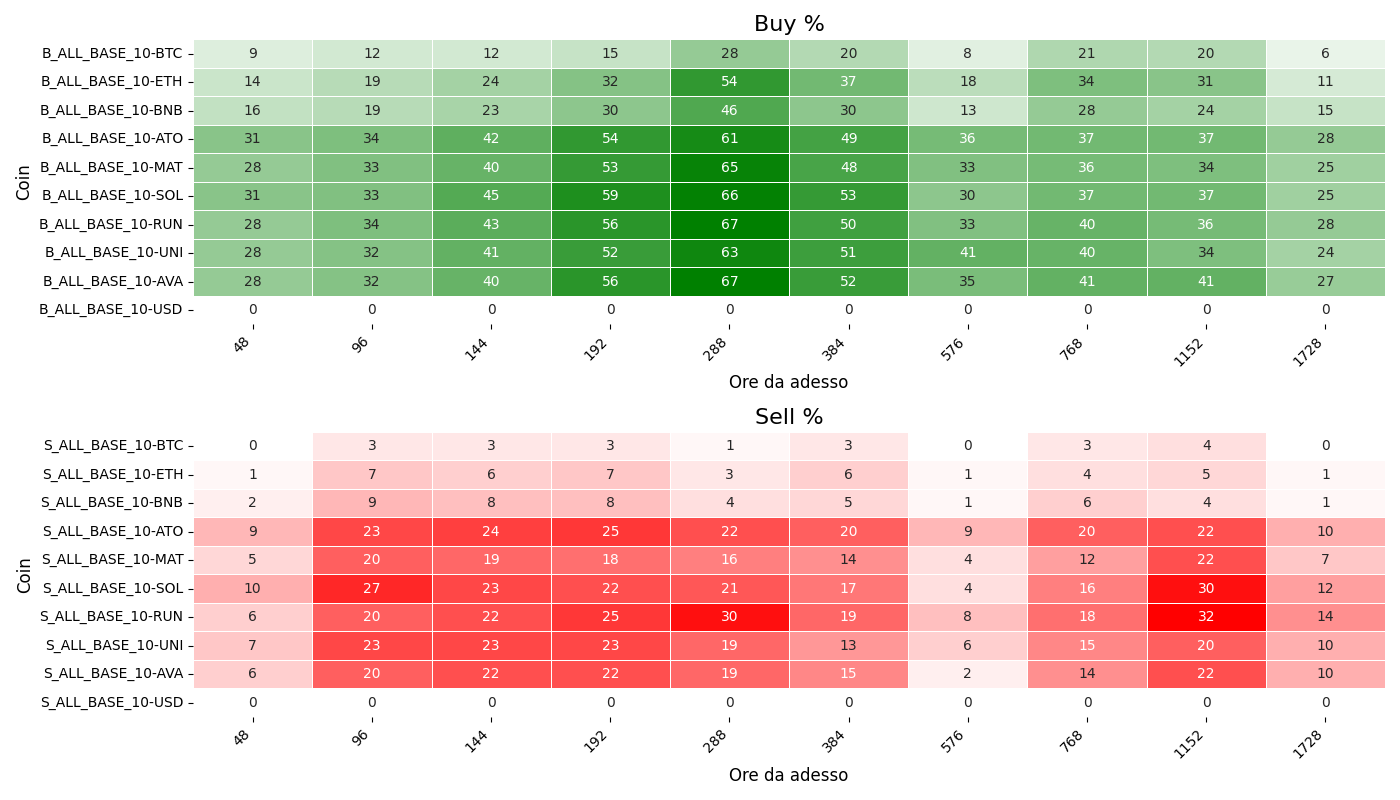 Buy %
B_ALL_BASE_10-BTC 9 12 12 15 28 20 8 21 20 6
B_ALL_BASE_10-ETH 14 19 24 32 54 37 18 34 31 11
B_ALL_BASE_10-BNB 16 19 23 30 46 30 13 28 24 15
B_ALL_BASE_10-ATO 31 34 42 54 61 49 36 37 37 28
B_ALL_BASE_10-MAT 28 33 40 53 65 48 33 36 34 25
B_ALL_BASE_10-SOL 31 33 45 59 66 53 30 37 37 25
B_ALL_BASE_10-RUN 28 34 43 56 67 50 33 40 36 28
B_ALL_BASE_10-UNI 28 32 41 52 63 51 41 40 34 24
B_ALL_BASE_10-AVA 28 32 40 56 67 52 35 41 41 27
B_ALL_BASE_10-USD 0 0 0 0 0 0 0 0 0 0
Coin
48 96 144 192 288 384 576 768 1152 1728
Ore da adesso
Sell %
S_ALL_BASE_10-BTC 0 3 3 3 1 3 0 3 4 0
S_ALL_BASE_10-ETH 1 7 6 7 3 6 1 4 5 1
S_ALL_BASE_10-BNB 2 9 8 8 4 5 1 6 4 1
S_ALL_BASE_10-ATO 9 23 24 25 22 20 9 20 22 10
S_ALL_BASE_10-MAT 5 20 19 18 16 14 4 12 22 7
S_ALL_BASE_10-SOL 10 27 23 22 21 17 4 16 30 12
S_ALL_BASE_10-RUN 6 20 22 25 30 19 8 18 32 14
S_ALL_BASE_10-UNI 7 23 23 23 19 13 6 15 20 10
S_ALL_BASE_10-AVA 6 20 22 22 19 15 2 14 22 10
S_ALL_BASE_10-USD 0 0 0 0 0 0 0 0 0 0
Coin
48 96 144 192 288 384 576 768 1152 1728
Ore da adesso